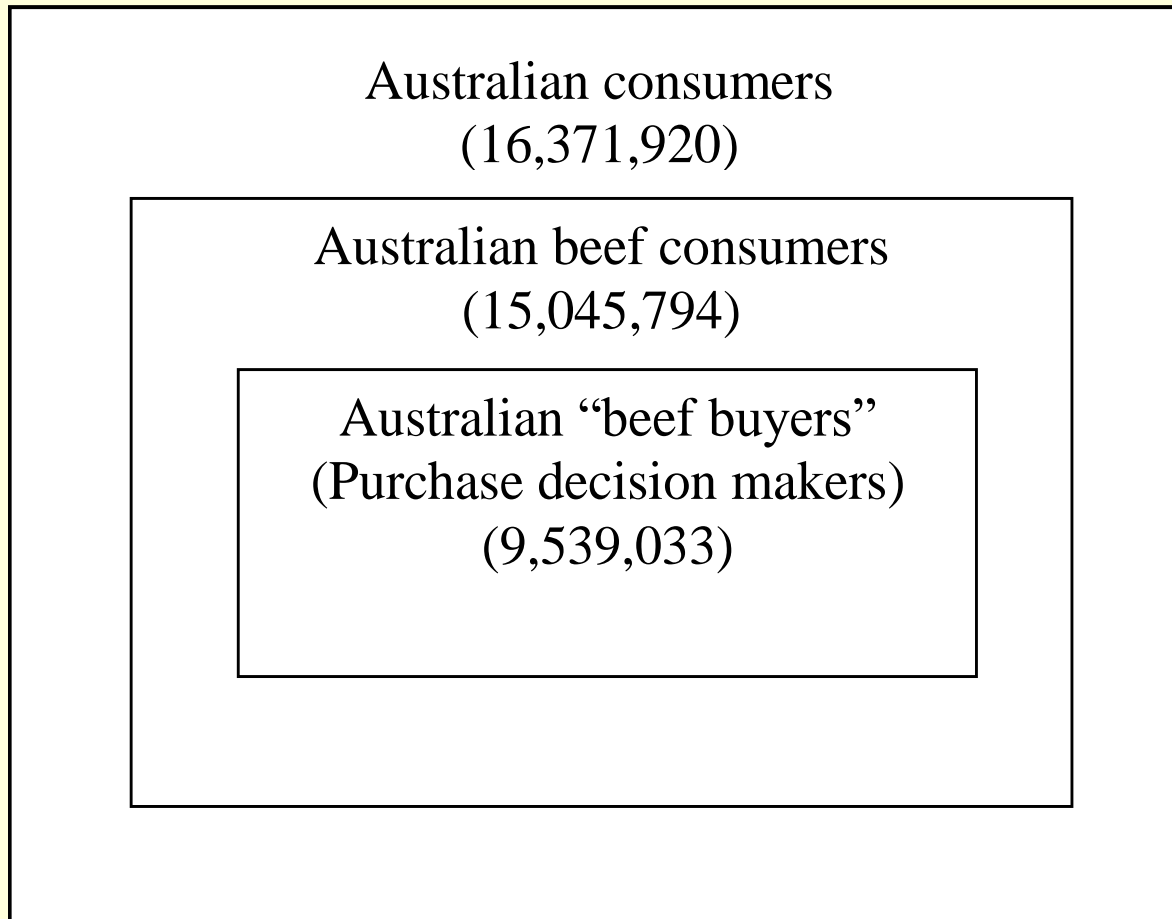 Australian consumers
(16,371,920)
Australian beef consumers
(15,045,794)
Australian “beef buyers”
(Purchase decision makers)
(9,539,033)